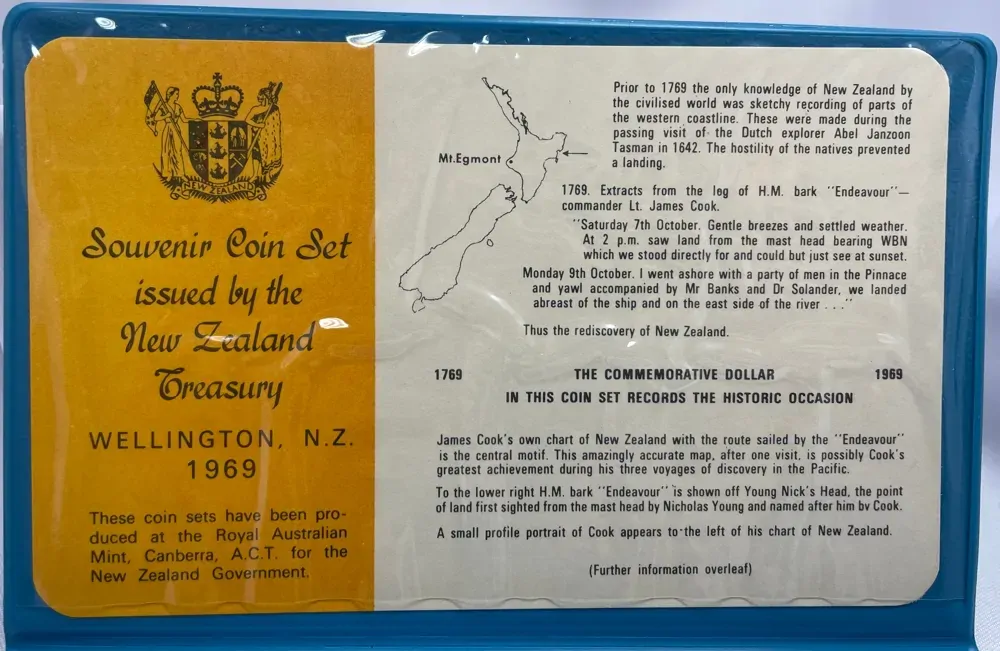 NEW ZEALAND
Souvenir Coin Set
issued by the
New Zealand
Treasury
WELLINGTON, N.Z.
1969
These coin sets have been pro-
duced at the Royal Australian
Mint, Canberra, A.C.T. for the
New Zealand Government.
Mt.Egmont
Prior to 1769 the only knowledge of New Zealand by
the civilised world was sketchy recording of parts of
the western coastline. These were made during the
passing visit of the Dutch explorer Abel Janzoon
Tasman in 1642. The hostility of the natives prevented
a landing.
1769. Extracts from the log of H.M. bark "Endeavour"—
commander Lt. James Cook.
"Saturday 7th October. Gentle breezes and settled weather.
At 2 p.m. saw land from the mast head bearing WBN
which we stood directly for and could but just see at sunset.
Monday 9th October. I went ashore with a party of men in the Pinnace
and yawl accompanied by Mr Banks and Dr Solander, we landed
abreast of the ship and on the east side of the river . . ."
Thus the rediscovery of New Zealand.
1769 THE COMMEMORATIVE DOLLAR 1969
IN THIS COIN SET RECORDS THE HISTORIC OCCASION
James Cook's own chart of New Zealand with the route sailed by the "Endeavour"
is the central motif. This amazingly accurate map, after one visit, is possibly Cook's
greatest achievement during his three voyages of discovery in the Pacific.
To the lower right H.M. bark "Endeavour" is shown off Young Nick's Head, the point
of land first sighted from the mast head by Nicholas Young and named after him by Cook.
A small profile portrait of Cook appears to the left of his chart of New Zealand.
(Further information overleaf)